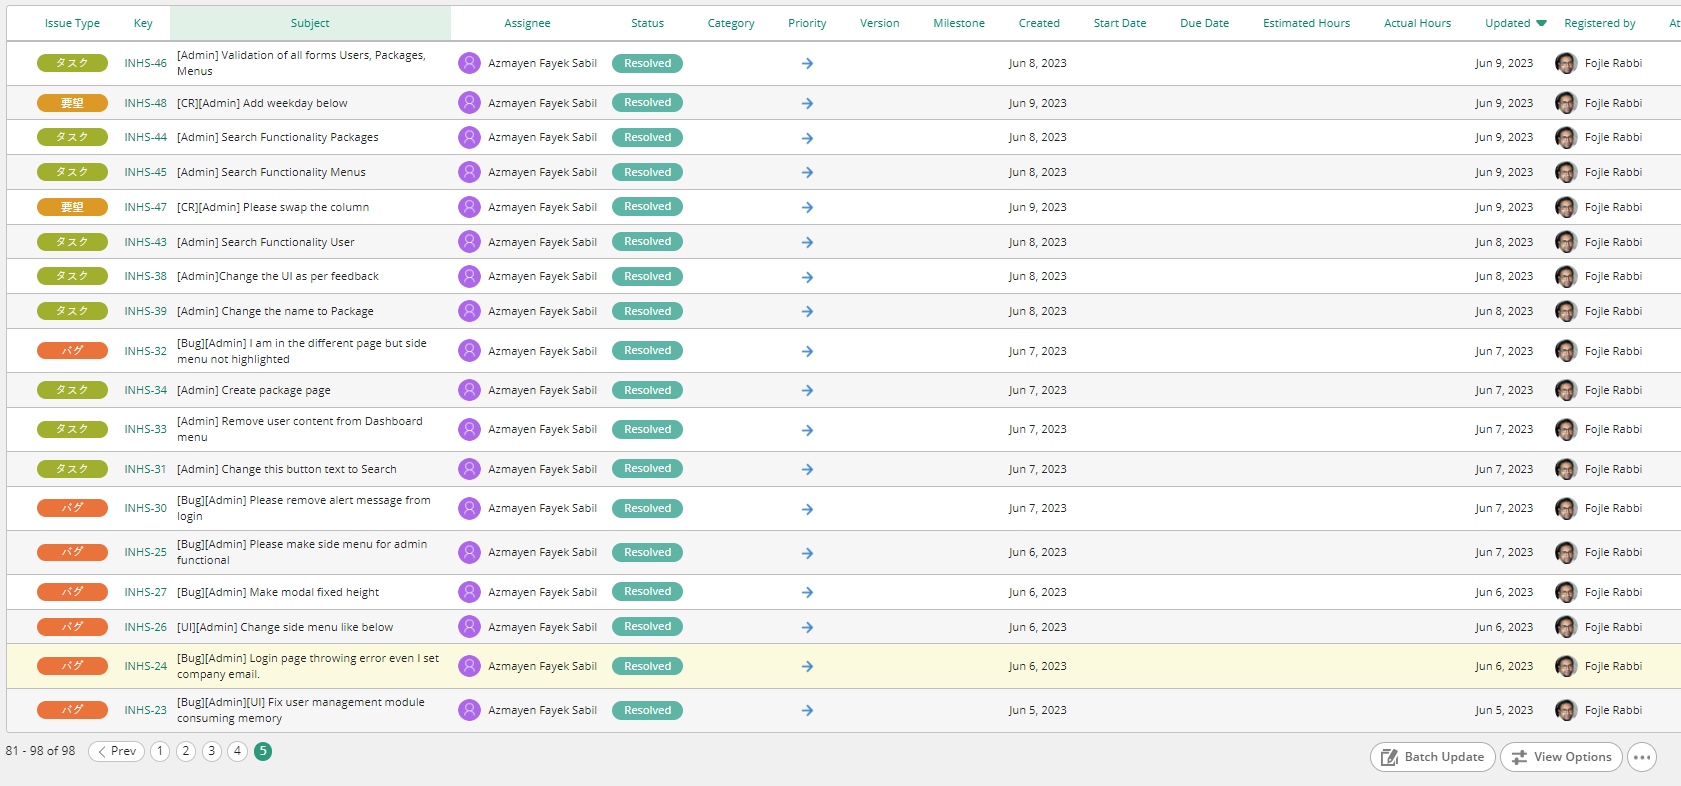 Issue Type Key Subject Assignee Status Category Priority Version Milestone Created Start Date Due Date Estimated Hours Actual Hours Updated Registered by At
タスク INHS-46 [Admin] Validation of all forms Users, Packages, Menus Azmayen Fayek Sabil Resolved Jun 8, 2023 Jun 9, 2023 Fojle Rabbi
要望 INHS-48 [CR][Admin] Add weekday below Azmayen Fayek Sabil Resolved Jun 9, 2023 Jun 9, 2023 Fojle Rabbi
タスク INHS-44 [Admin] Search Functionality Packages Azmayen Fayek Sabil Resolved Jun 8, 2023 Jun 9, 2023 Fojle Rabbi
タスク INHS-45 [Admin] Search Functionality Menus Azmayen Fayek Sabil Resolved Jun 8, 2023 Jun 9, 2023 Fojle Rabbi
要望 INHS-47 [CR][Admin] Please swap the column Azmayen Fayek Sabil Resolved Jun 9, 2023 Jun 9, 2023 Fojle Rabbi
タスク INHS-43 [Admin] Search Functionality User Azmayen Fayek Sabil Resolved Jun 8, 2023 Jun 9, 2023 Fojle Rabbi
タスク INHS-38 [Admin]Change the UI as per feedback Azmayen Fayek Sabil Resolved Jun 8, 2023 Jun 8, 2023 Fojle Rabbi
タスク INHS-39 [Admin] Change the name to Package Azmayen Fayek Sabil Resolved Jun 8, 2023 Jun 8, 2023 Fojle Rabbi
バグ INHS-32 [Bug][Admin] I am in the different page but side menu not highlighted Azmayen Fayek Sabil Resolved Jun 7, 2023 Jun 7, 2023 Fojle Rabbi
タスク INHS-34 [Admin] Create package page Azmayen Fayek Sabil Resolved Jun 7, 2023 Jun 7, 2023 Fojle Rabbi
タスク INHS-33 [Admin] Remove user content from Dashboard menu Azmayen Fayek Sabil Resolved Jun 7, 2023 Jun 7, 2023 Fojle Rabbi
タスク INHS-31 [Admin] Change this button text to Search Azmayen Fayek Sabil Resolved Jun 7, 2023 Jun 7, 2023 Fojle Rabbi
バグ INHS-30 [Bug][Admin] Please remove alert message from login Azmayen Fayek Sabil Resolved Jun 7, 2023 Jun 7, 2023 Fojle Rabbi
バグ INHS-25 [Bug][Admin] Please make side menu for admin functional Azmayen Fayek Sabil Resolved Jun 6, 2023 Jun 7, 2023 Fojle Rabbi
バグ INHS-27 [Bug][Admin] Make modal fixed height Azmayen Fayek Sabil Resolved Jun 6, 2023 Jun 6, 2023 Fojle Rabbi
バグ INHS-26 [UI][Admin] Change side menu like below Azmayen Fayek Sabil Resolved Jun 6, 2023 Jun 6, 2023 Fojle Rabbi
バグ INHS-24 [Bug][Admin] Login page throwing error even I set company email. Azmayen Fayek Sabil Resolved Jun 6, 2023 Jun 6, 2023 Fojle Rabbi
バグ INHS-23 [Bug][Admin][UI] Fix user management module consuming memory Azmayen Fayek Sabil Resolved Jun 5, 2023 Jun 5, 2023 Fojle Rabbi
81 - 98 of 98 Prev 1 2 3 4 5 Batch Update View Options